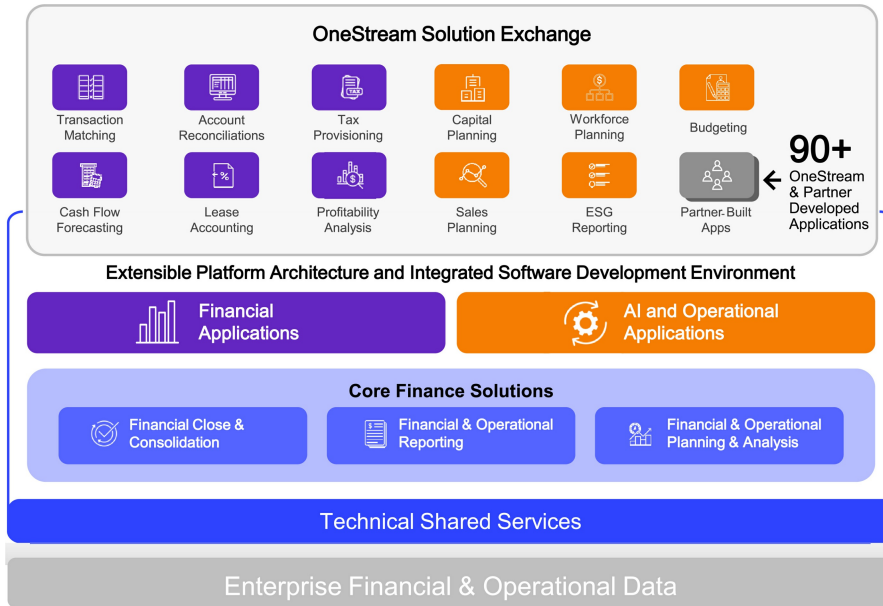 OneStream Solution Exchange
Transaction
Matching
Account
Reconciliations
TAX
Tax
Provisioning
Capital
Planning
$
Workforce
Planning
Budgeting
Cash Flow
Forecasting
%
Lease
Accounting
$
Profitability
Analysis
Sales
Planning
ESG
Reporting
Partner-Built
Apps
90+
OneStream
& Partner
Developed
Applications
Extensible Platform Architecture and Integrated Software Development Environment
Financial
Applications
AI and Operational
Applications
Core Finance Solutions
Financial Close &
Consolidation
$
Financial & Operational
Reporting
Financial & Operational
Planning & Analysis
Technical Shared Services
Enterprise Financial & Operational Data